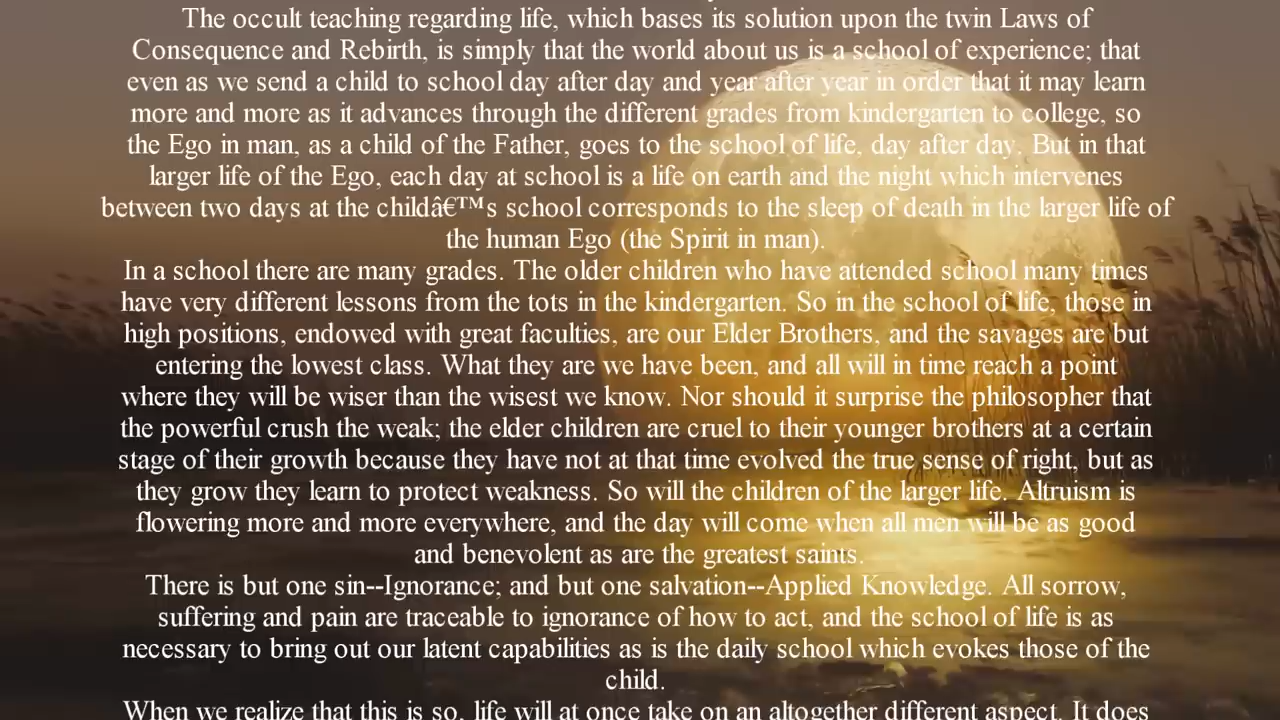 The occult teaching regarding life, which bases its solution upon the twin Laws of
Consequence and Rebirth, is simply that the world about us is a school of experience; that
even as we send a child to school day after day and year after year in order that it may learn
more and more as it advances through the different grades from kindergarten to college, so
the Ego in man, as a child of the Father, goes to the school of life, day after day. But in that
larger life of the Ego, each day at school is a life on earth and the night which intervenes
between two days at the childâ€™s school corresponds to the sleep of death in the larger life of
the human Ego (the Spirit in man).
In a school there are many grades. The older children who have attended school many times
have very different lessons from the tots in the kindergarten. So in the school of life, those in
high positions, endowed with great faculties, are our Elder Brothers, and the savages are but
entering the lowest class. What they are we have been, and all will in time reach a point
where they will be wiser than the wisest we know. Nor should it surprise the philosopher that
the powerful crush the weak; the elder children are cruel to their younger brothers at a certain
stage of their growth because they have not at that time evolved the true sense of right, but as
they grow they learn to protect weakness. So will the children of the larger life. Altruism is
flowering more and more everywhere, and the day will come when all men will be as good
and benevolent as are the greatest saints.
There is but one sin--Ignorance; and but one salvation--Applied Knowledge. All sorrow,
suffering and pain are traceable to ignorance of how to act, and the school of life is as
necessary to bring out our latent capabilities as is the daily school which evokes those of the
child.
When we realize that this is so, life will at once take on an altogether different aspect. It does